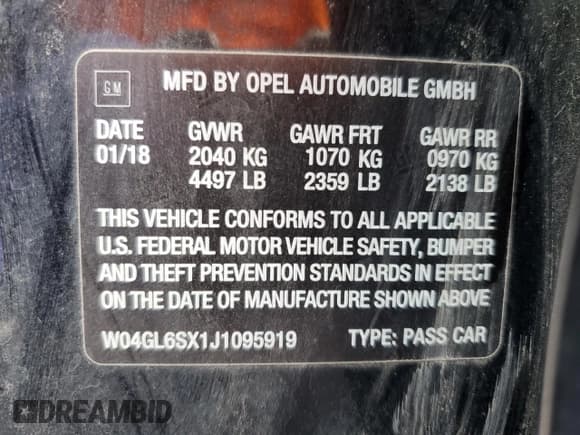 GM
MFD BY OPEL AUTOMOBILE GMBH
DATE GVWR GAWR FRT GAWR RR
01/18 2040 KG 1070 KG 0970 KG
4497 LB 2359 LB 2138 LB
THIS VEHICLE CONFORMS TO ALL APPLICABLE
U.S. FEDERAL MOTOR VEHICLE SAFETY, BUMPER
AND THEFT PREVENTION STANDARDS IN EFFECT
ON THE DATE OF MANUFACTURE SHOWN ABOVE
W04GL6SX1J1095919 TYPE: PASS CAR
DREAMBID